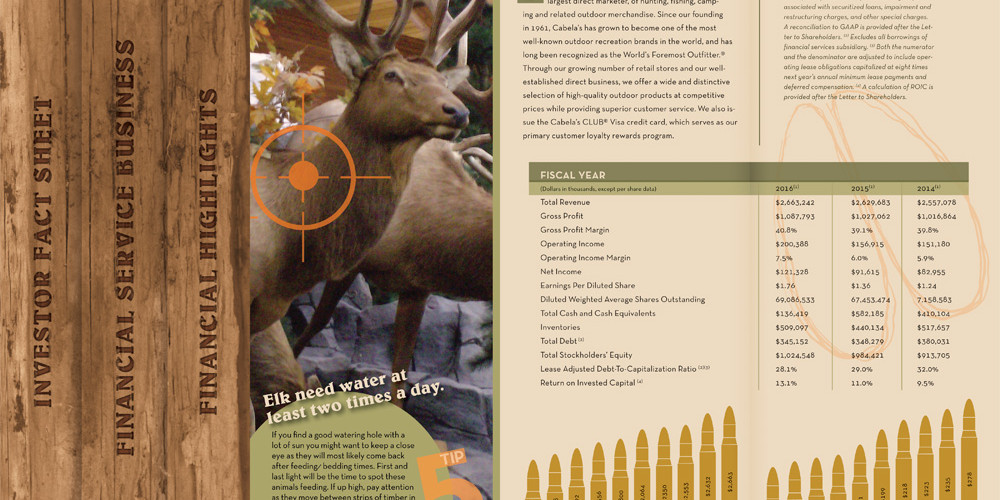 INVESTOR FACT SHEET
FINANCIAL SERVICE BUSINESS
FINANCIAL HIGHLIGHTS
Elk need water at
least two times a day.
If you find a good watering hole with a
lot of sun you might want to keep a close
eye as they will most likely come back
after feeding/ bedding times. First and
last light will be the time to spot these
animals feeding. If up high, pay attention
as they move between strips of timber in
TIP
5
largest direct marketer, of hunting, fishing, camp-
ing and related outdoor merchandise. Since our founding
in 1961, Cabela's has grown to become one of the most
well-known outdoor recreation brands in the world, and has
long been recognized as the World's Foremost Outfitter.®
Through our growing number of retail stores and our well-
established direct business, we offer a wide and distinctive
selection of high-quality outdoor products at competitive
prices while providing superior customer service. We also is-
sue the Cabela's CLUB® Visa credit card, which serves as our
primary customer loyalty rewards program.
associated with securitized loans, impairment and
restructuring charges, and other special charges.
A reconciliation to GAAP is provided after the Let-
ter to Shareholders. (2) Excludes all borrowings of
financial services subsidiary. (3) Both the numerator
and the denominator are adjusted to include oper-
ating lease obligations capitalized at eight times
next year's annual minimum lease payments and
deferred compensation. (4) A calculation of ROIC is
provided after the Letter to Shareholders.
FISCAL YEAR
(Dollars in thousands, except per share data) 2016(1) 2015(1) 2014(1)
Total Revenue $2,663,242 $2,629,683 $2,557,078
Gross Profit $1,087,793 $1,027,062 $1,016,864
Gross Profit Margin 40.8% 39.1% 39.8%
Operating Income $200,388 $156,915 $151,180
Operating Income Margin 7.5% 6.0% 5.9%
Net Income $121,328 $91,615 $82,955
Earnings Per Diluted Share $1.76 $1.36 $1.24
Diluted Weighted Average Shares Outstanding 69,086,533 67,453,474 7,158,583
Total Cash and Cash Equivalents $136,419 $582,185 $410,104
Inventories $509,097 $440,134 $517,657
Total Debt (2) $345,152 $348,279 $380,031
Total Stockholders' Equity $1,024,548 $984,421 $913,705
Lease Adjusted Debt-To-Capitalization Ratio (2)(3) 28.1% 29.0% 32.0%
Return on Invested Capital (4) 13.1% 11.0% 9.5%
$2,632
$2,663
$218
$223
$235
$278